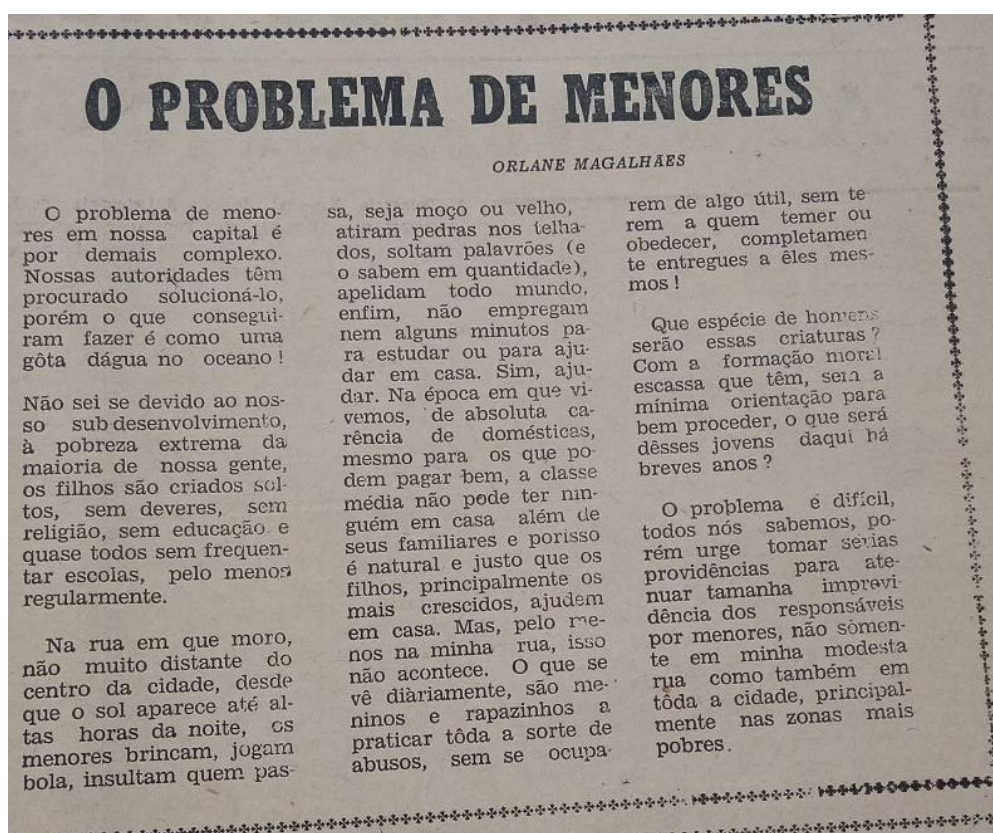 O PROBLEMA DE MENORES
ORLANE MAGALHÃES
O problema de meno-
res em nossa capital é
por demais complexo.
Nossas autoridades têm
procurado solucioná-lo,
porém o que consegui-
ram fazer é como uma
gôta dágua no oceano !
Não sei se devido ao nos-
so sub desenvolvimento,
à pobreza extrema da
maioria de nossa gente,
os filhos são criados sol-
tos, sem deveres, sem
religião, sem educação e
quase todos sem frequen-
tar escolas, pelo menos
regularmente.
Na rua em que moro,
não muito distante do
centro da cidade, desde
que o sol aparece até al-
tas horas da noite, os
menores brincam, jogam
bola, insultam quem pas-
sa, seja moço ou velho,
atiram pedras nos telha-
dos, soltam palavrões (e
o sabem em quantidade),
apelidam todo mundo,
enfim, não empregam
nem alguns minutos pa-
ra estudar ou para aju-
dar em casa. Sim, aju-
dar. Na época em que vi-
vemos, de absoluta ca-
rência de domésticas,
mesmo para os que po-
dem pagar bem, a classe
média não pode ter nin-
guém em casa além de
seus familiares e porisso
é natural e justo que os
filhos, principalmente os
mais crescidos, ajudem
em casa. Mas, pelo me-
nos na minha rua, isso
não acontece. O que se
vê diàriamente, são me-
ninos e rapazinhos a
praticar tôda a sorte de
abusos, sem se ocupa-
rem de algo útil, sem te-
rem a quem temer ou
obedecer, completamen
te entregues a êles mes-
mos !
Que espécie de homens
serão essas criaturas ?
Com a formação moral
escassa que têm, sem a
mínima orientação para
bem proceder, o que será
dêsses jovens daqui há
breves anos ?
O problema é difícil,
todos nós sabemos, po-
rém urge tomar sérias
providências para ate-
nuar tamanha imprevi-
dência dos responsáveis
por menores, não sòmen-
te em minha modesta
rua como também em
tôda a cidade, principal-
mente nas zonas mais
pobres.